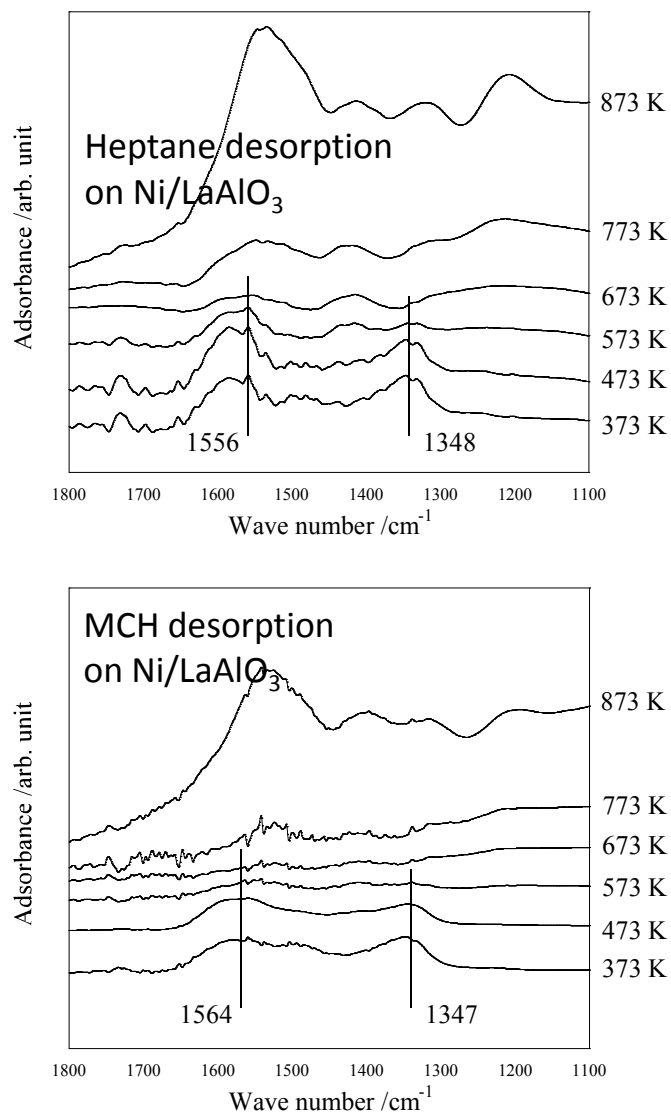 Heptane desorption
on Ni/LaAlO₃
Adsorbance /arb. unit
873 K
773 K
673 K
573 K
473 K
373 K
1556
1348
1800 1700 1600 1500 1400 1300 1200 1100
Wave number /cm⁻¹
MCH desorption
on Ni/LaAlO₃
Adsorbance /arb. unit
873 K
773 K
673 K
573 K
473 K
373 K
1564
1347
1800 1700 1600 1500 1400 1300 1200 1100
Wave number /cm⁻¹